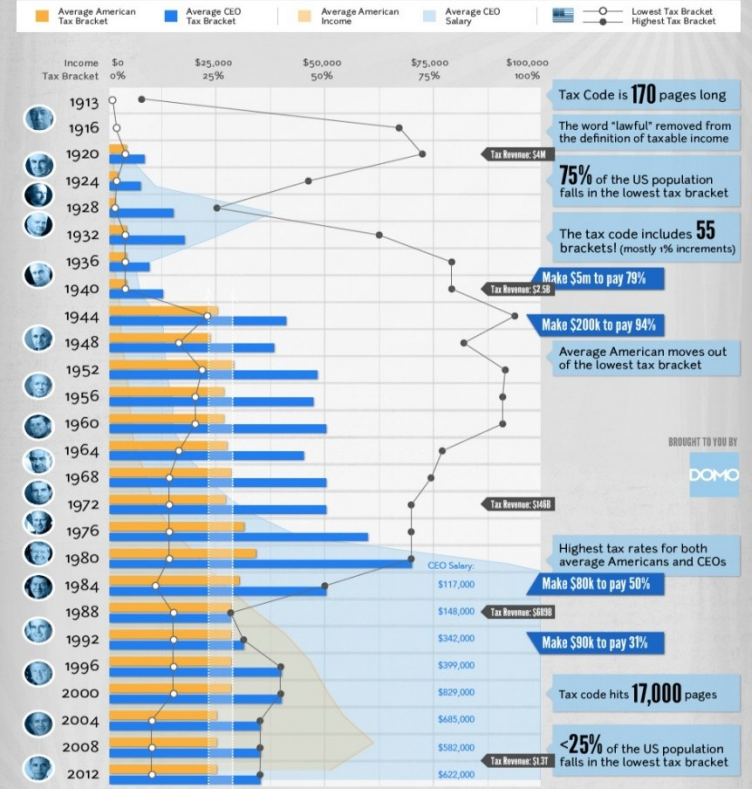 Average American
Tax Bracket
Average CEO
Tax Bracket
Average American
Income
Average CEO
Salary
Lowest Tax Bracket
Highest Tax Bracket
Income $0 $25,000 $50,000 $75,000 $100,000
Tax Bracket 0% 25% 50% 75% 100%
1913
Tax Code is 170 pages long
1916
The word "lawful" removed from
the definition of taxable income
1920
Tax Revenue: $4M
1924
75% of the US population
falls in the lowest tax bracket
1928
1932
The tax code includes 55
brackets! (mostly 1% increments)
1936
Make $5m to pay 79%
1940
Tax Revenue: $2.5B
1944
Make $200k to pay 94%
1948
Average American moves out
of the lowest tax bracket
1952
1956
1960
1964
BROUGHT TO YOU BY
DOMO
1968
1972
Tax Revenue: $146B
1976
1980
Highest tax rates for both
average Americans and CEOs
CEO Salary:
1984 $117,000
Make $80k to pay 50%
1988 $148,000
Tax Revenue: $689B
1992 $342,000
Make $90k to pay 31%
1996 $399,000
2000 $829,000
Tax code hits 17,000 pages
2004 $685,000
2008 $582,000
<25% of the US population
falls in the lowest tax bracket
Tax Revenue: $1.3T
2012 $622,000